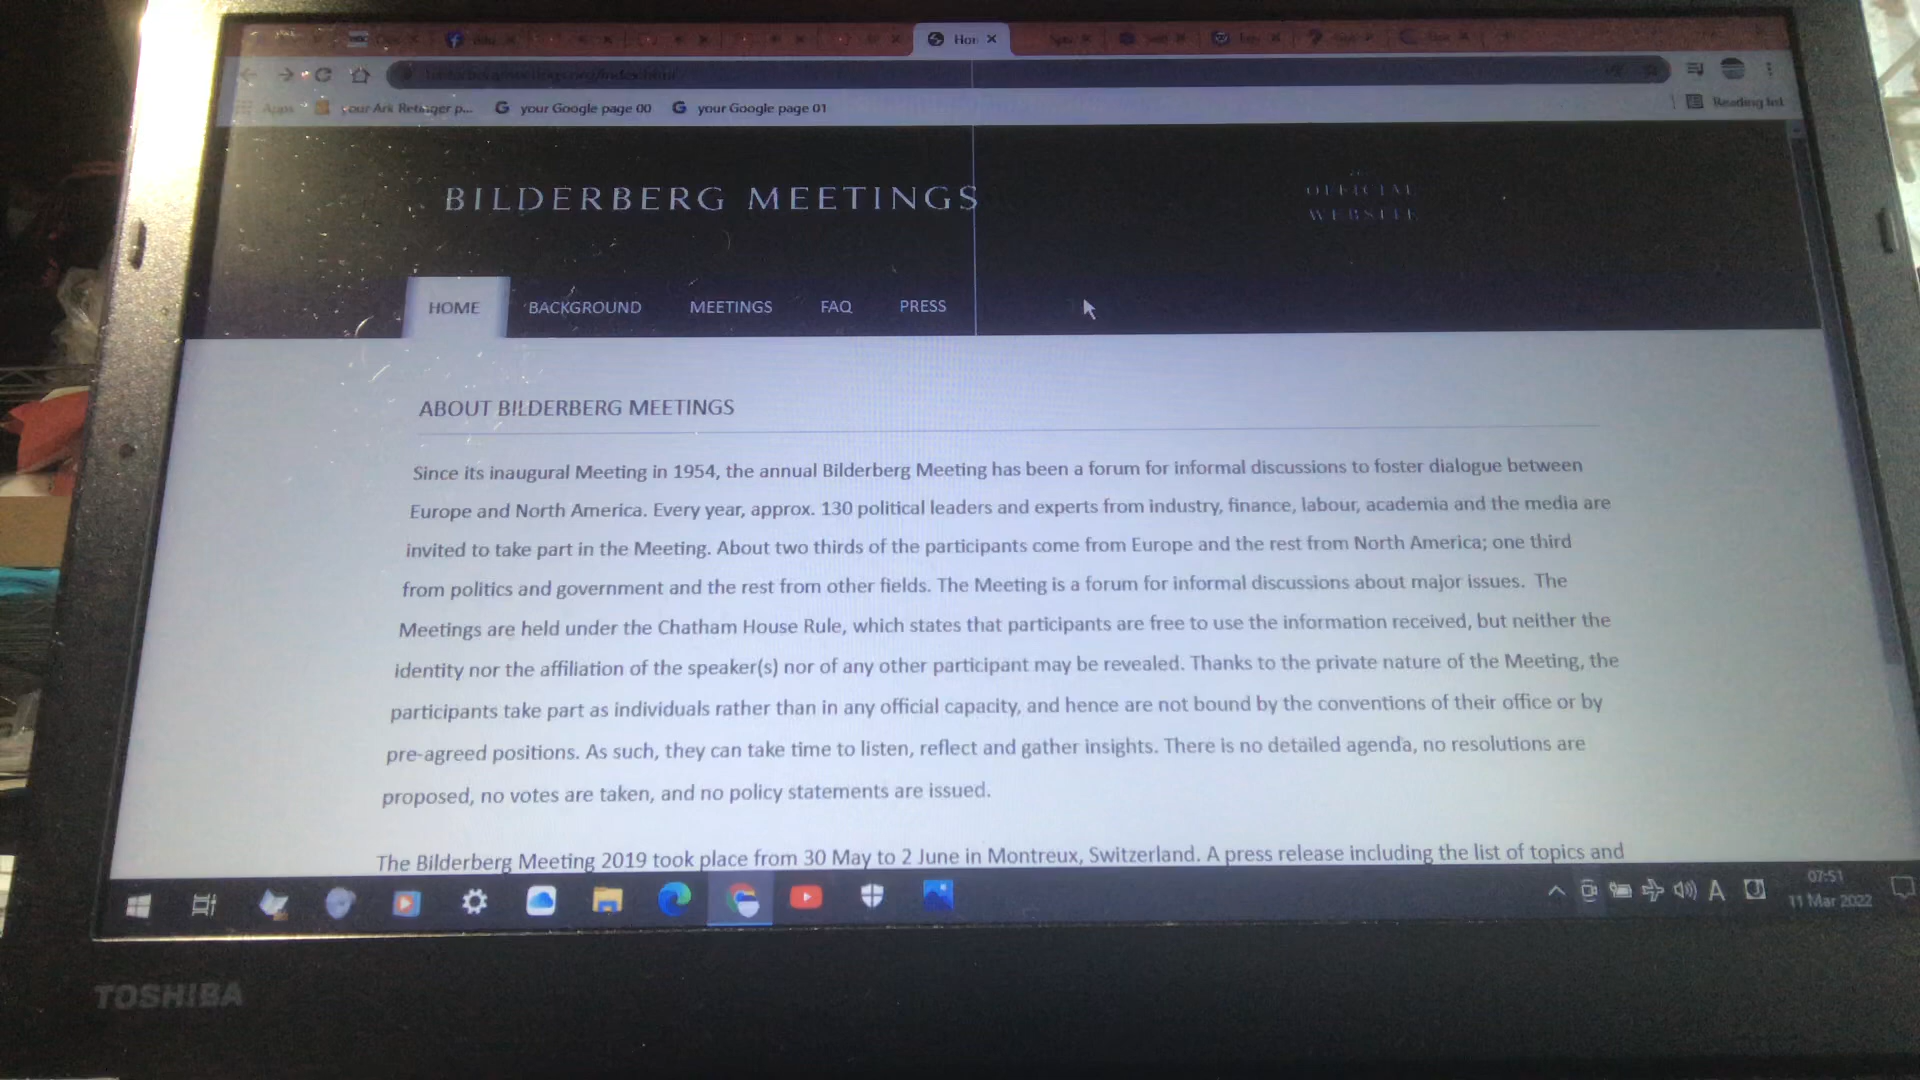 Hor
Apps
your Ark Retinger p...
your Google page 00
your Google page 01
Reading list
BILDERBERG MEETINGS
OFFICIAL
WEBSITE
HOME
BACKGROUND
MEETINGS
FAQ
PRESS
ABOUT BILDERBERG MEETINGS
Since its inaugural Meeting in 1954, the annual Bilderberg Meeting has been a forum for informal discussions to foster dialogue between
Europe and North America. Every year, approx. 130 political leaders and experts from industry, finance, labour, academia and the media are
invited to take part in the Meeting. About two thirds of the participants come from Europe and the rest from North America; one third
from politics and government and the rest from other fields. The Meeting is a forum for informal discussions about major issues. The
Meetings are held under the Chatham House Rule, which states that participants are free to use the information received, but neither the
identity nor the affiliation of the speaker(s) nor of any other participant may be revealed. Thanks to the private nature of the Meeting, the
participants take part as individuals rather than in any official capacity, and hence are not bound by the conventions of their office or by
pre-agreed positions. As such, they can take time to listen, reflect and gather insights. There is no detailed agenda, no resolutions are
proposed, no votes are taken, and no policy statements are issued.
The Bilderberg Meeting 2019 took place from 30 May to 2 June in Montreux, Switzerland. A press release including the list of topics and
A
07:51
11 Mar 2022
TOSHIBA